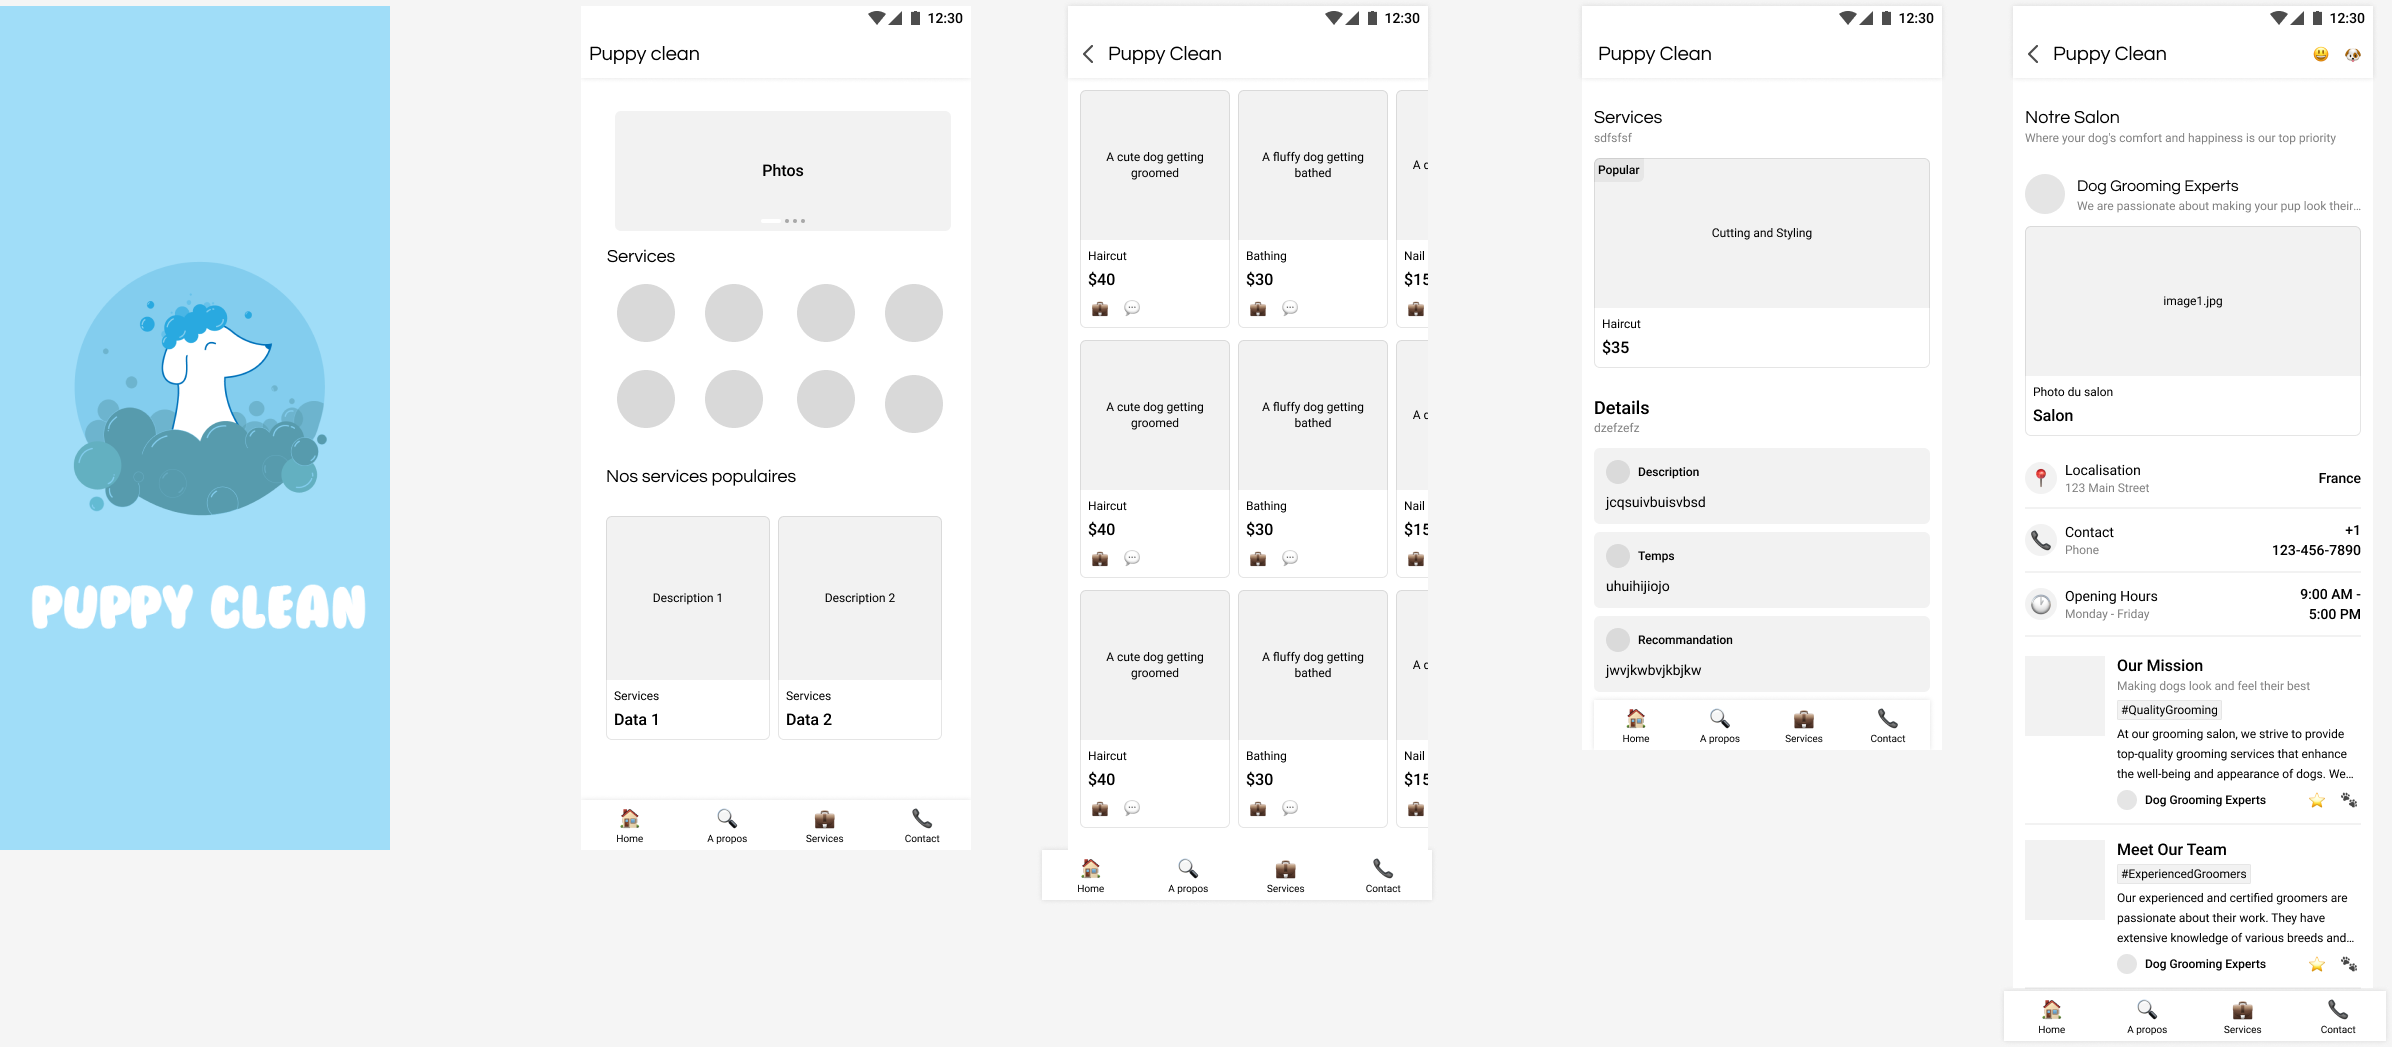 PUPPY CLEAN
12:30
Puppy clean
Phtos
Services
Nos services populaires
Description 1
Description 2
Services
Data 1
Services
Data 2
Home
A propos
Services
Contact
12:30
Puppy Clean
A cute dog getting
groomed
A fluffy dog getting
bathed
A c
Haircut
$40
Bathing
$30
Nail
$15
A cute dog getting
groomed
A fluffy dog getting
bathed
A c
Haircut
$40
Bathing
$30
Nail
$15
A cute dog getting
groomed
A fluffy dog getting
bathed
A c
Haircut
$40
Bathing
$30
Nail
$15
Home
A propos
Services
Contact
12:30
Puppy Clean
Services
sdfsfsf
Popular
Cutting and Styling
Haircut
$35
Details
dzefzefz
Description
jcqsuivbuisvbsd
Temps
uhuihijiojo
Recommandation
jwvjkwbvjkbjkw
Home
A propos
Services
Contact
12:30
Puppy Clean
Notre Salon
Where your dog's comfort and happiness is our top priority
Dog Grooming Experts
We are passionate about making your pup look their...
image1.jpg
Photo du salon
Salon
Localisation
123 Main Street
France
Contact
Phone
+1
123-456-7890
Opening Hours
Monday - Friday
9:00 AM -
5:00 PM
Our Mission
Making dogs look and feel their best
#QualityGrooming
At our grooming salon, we strive to provide
top-quality grooming services that enhance
the well-being and appearance of dogs. We...
Dog Grooming Experts
Meet Our Team
#ExperiencedGroomers
Our experienced and certified groomers are
passionate about their work. They have
extensive knowledge of various breeds and...
Dog Grooming Experts
Home
A propos
Services
Contact